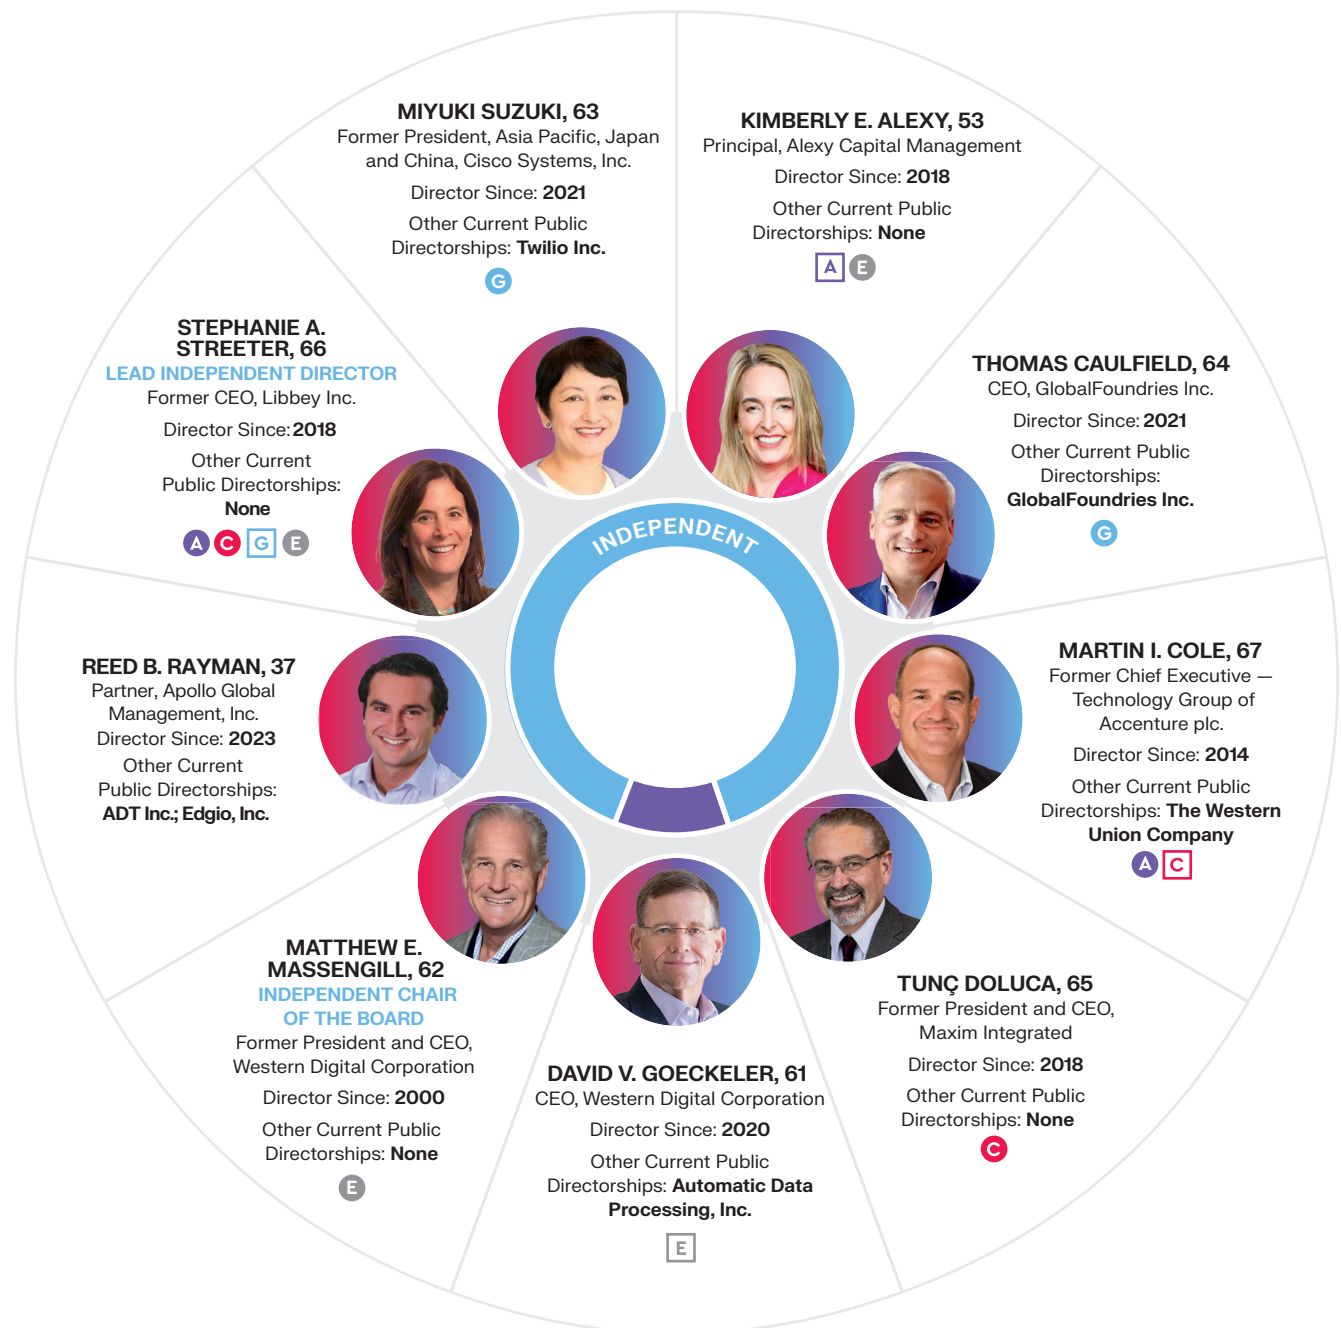 MIYUKI SUZUKI, 63
Former President, Asia Pacific, Japan
and China, Cisco Systems, Inc.
Director Since: 2021
Other Current Public
Directorships: Twilio Inc.
G
KIMBERLY E. ALEXY, 53
Principal, Alexy Capital Management
Director Since: 2018
Other Current Public
Directorships: None
A E
STEPHANIE A.
STREETER, 66
LEAD INDEPENDENT DIRECTOR
Former CEO, Libbey Inc.
Director Since: 2018
Other Current
Public Directorships:
None
A C G E
THOMAS CAULFIELD, 64
CEO, GlobalFoundries Inc.
Director Since: 2021
Other Current Public
Directorships:
GlobalFoundries Inc.
G
INDEPENDENT
REED B. RAYMAN, 37
Partner, Apollo Global
Management, Inc.
Director Since: 2023
Other Current
Public Directorships:
ADT Inc.; Edgio, Inc.
MARTIN I. COLE, 67
Former Chief Executive —
Technology Group of
Accenture plc.
Director Since: 2014
Other Current Public
Directorships: The Western
Union Company
A C
MATTHEW E.
MASSENGILL, 62
INDEPENDENT CHAIR
OF THE BOARD
Former President and CEO,
Western Digital Corporation
Director Since: 2000
Other Current Public
Directorships: None
E
DAVID V. GOECKELER, 61
CEO, Western Digital Corporation
Director Since: 2020
Other Current Public
Directorships: Automatic Data
Processing, Inc.
E
TUNÇ DOLUCA, 65
Former President and CEO,
Maxim Integrated
Director Since: 2018
Other Current Public
Directorships: None
C